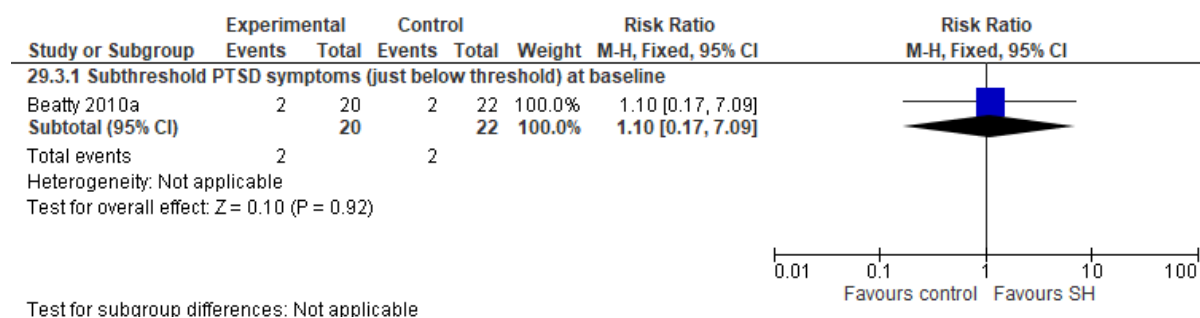 Experimental Control Risk Ratio Risk Ratio
Study or Subgroup Events Total Events Total Weight M-H, Fixed, 95% CI M-H, Fixed, 95% CI
29.3.1 Subthreshold PTSD symptoms (just below threshold) at baseline
Beatty 2010a 2 20 2 22 100.0% 1.10 [0.17, 7.09]
Subtotal (95% CI) 20 22 100.0% 1.10 [0.17, 7.09]
Total events 2 2
Heterogeneity: Not applicable
Test for overall effect: Z = 0.10 (P = 0.92)
0.01 0.1 1 10 100
Favours control Favours SH
Test for subgroup differences: Not applicable